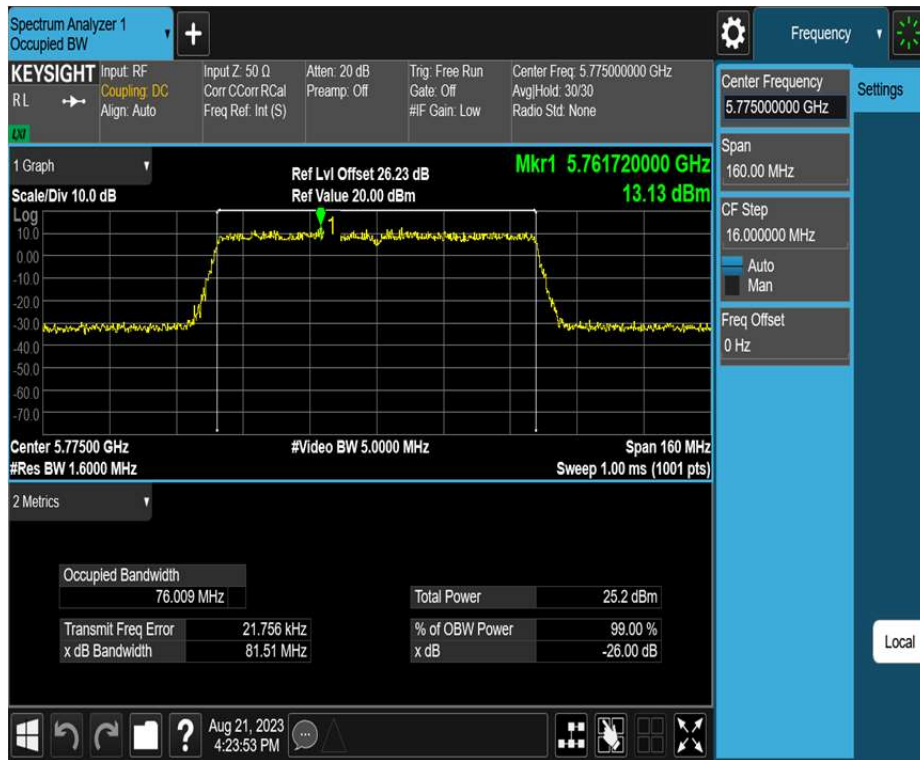 Spectrum Analyzer 1
Occupied BW
+
Frequency
KEYSIGHT
RL
LXI
Input: RF
Coupling: DC
Align: Auto
Input Z: 50 Ω
Corr CCorr RCal
Freq Ref: Int (S)
Atten: 20 dB
Preamp: Off
Trig: Free Run
Gate: Off
#IF Gain: Low
Center Freq: 5.775000000 GHz
Avg|Hold: 30/30
Radio Std: None
Center Frequency
5.775000000 GHz
Settings
Span
160.00 MHz
CF Step
16.000000 MHz
Auto
Man
Freq Offset
0 Hz
1 Graph
Scale/Div 10.0 dB
Ref Lvl Offset 26.23 dB
Ref Value 20.00 dBm
Mkr1 5.761720000 GHz
13.13 dBm
Log
10.0
0.00
-10.0
-20.0
-30.0
-40.0
-50.0
-60.0
-70.0
1
Center 5.77500 GHz
#Video BW 5.0000 MHz
Span 160 MHz
#Res BW 1.6000 MHz
Sweep 1.00 ms (1001 pts)
2 Metrics
Occupied Bandwidth
76.009 MHz
Total Power 25.2 dBm
Transmit Freq Error 21.756 kHz
% of OBW Power 99.00 %
x dB Bandwidth 81.51 MHz
x dB -26.00 dB
Local
?
Aug 21, 2023
4:23:53 PM